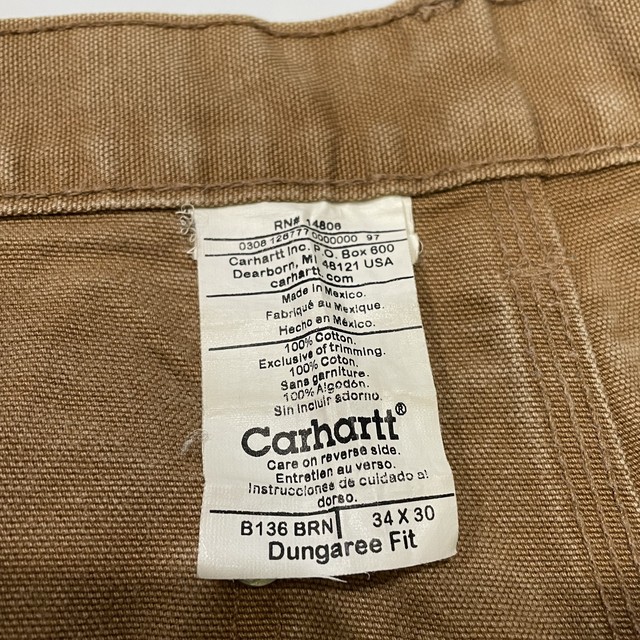 RN# 14806
0308 128777 0000000 97
Carhartt Inc. P.O. Box 600
Dearborn, MI 48121 USA
carhartt.com
Made In Mexico.
Fabriqué au Mexique.
Hecho en México.
100% Cotton.
Exclusive of trimming.
100% Coton.
Sans garniture.
100% Algodón.
Sin incluir adorno.
Carhartt®
Care on reverse side.
Entretien au verso.
Instrucciones de cuidado al
dorso.
B136 BRN 34 X 30
Dungaree Fit